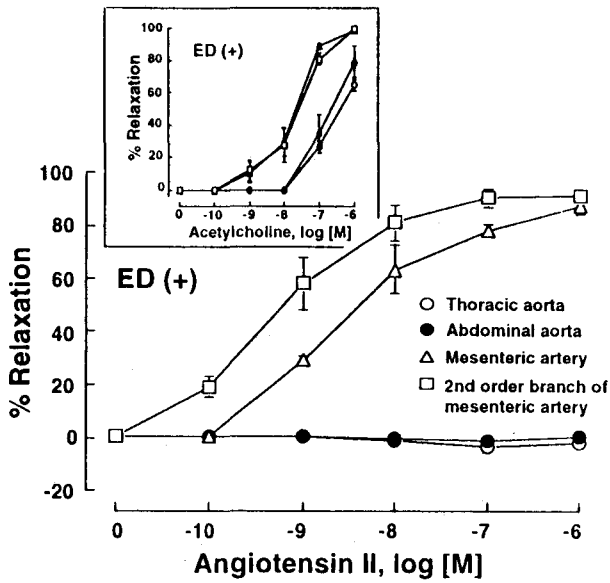 100
80
60
40
20
0
% Relaxation
ED (+)
0 -10 -9 -8 -7 -6
Acetylcholine, log [M]
100
80
60
40
20
0
-20
% Relaxation
ED (+)
Thoracic aorta
Abdominal aorta
Mesenteric artery
2nd order branch of
mesenteric artery
0 -10 -9 -8 -7 -6
Angiotensin II, log [M]